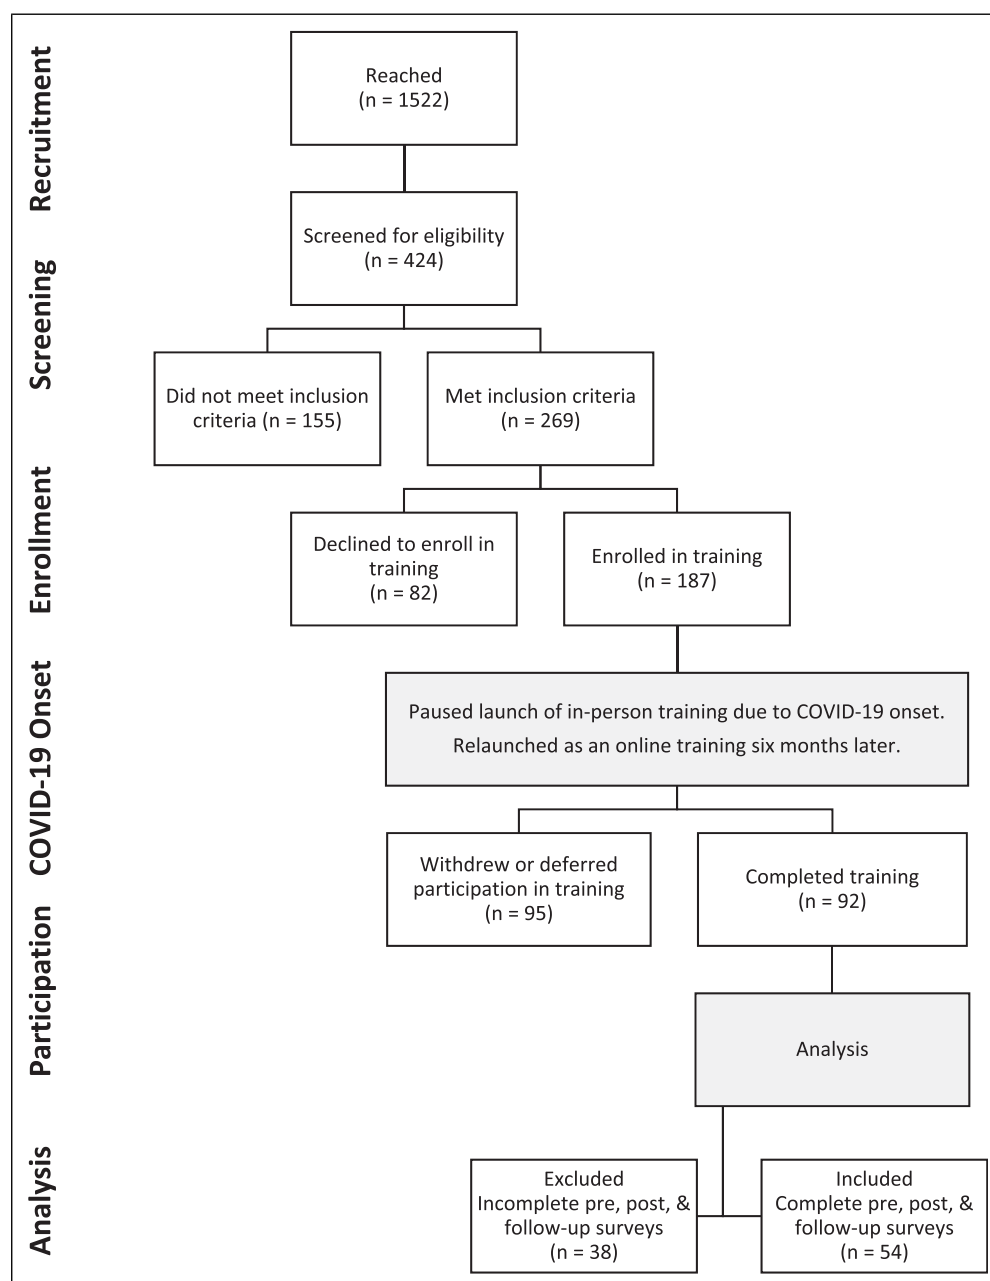 Recruitment
Reached
(n = 1522)
Screened for eligibility
(n = 424)
Screening
Did not meet inclusion
criteria (n = 155)
Met inclusion criteria
(n = 269)
Enrollment
Declined to enroll in
training
(n = 82)
Enrolled in training
(n = 187)
COVID-19 Onset
Paused launch of in-person training due to COVID-19 onset.
Relaunched as an online training six months later.
Participation
Withdrew or deferred
participation in training
(n = 95)
Completed training
(n = 92)
Analysis
Analysis
Excluded
Incomplete pre, post, &
follow-up surveys
(n = 38)
Included
Complete pre, post, &
follow-up surveys
(n = 54)